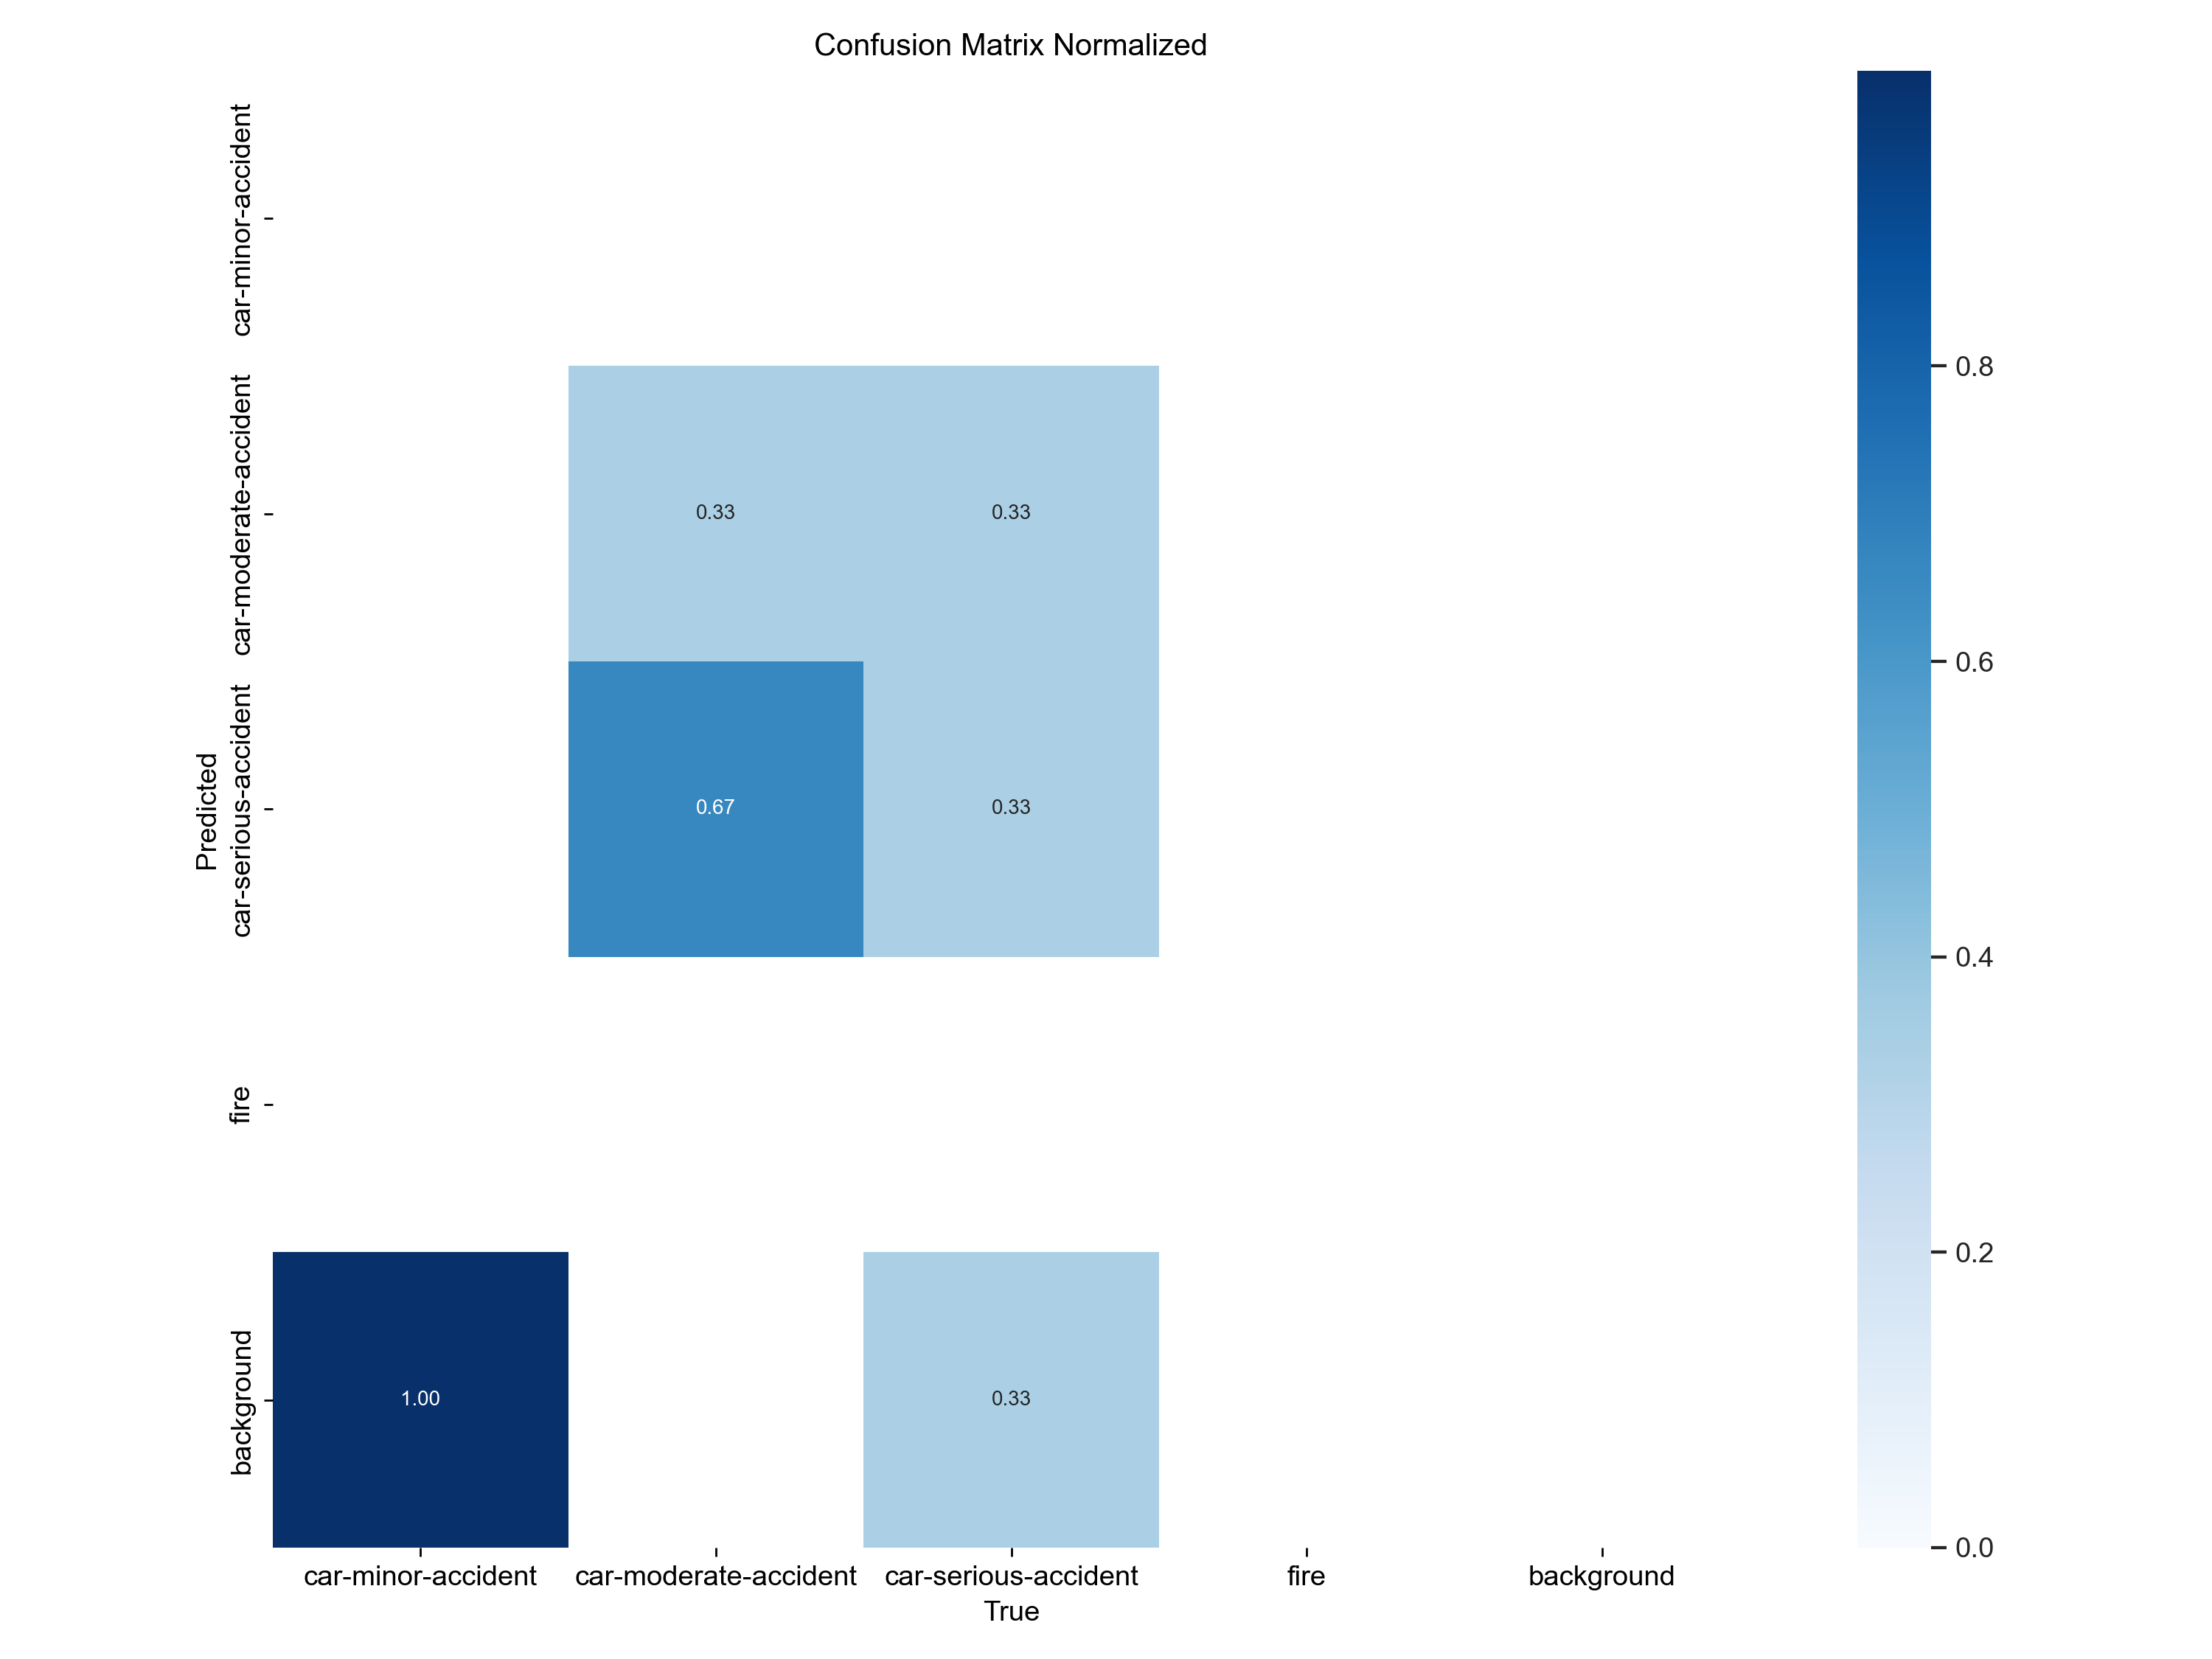 Confusion Matrix Normalized
car-minor-accident
car-moderate-accident
0.33
0.33
0.8
Predicted
car-serious-accident
0.67
0.33
0.6
0.4
fire
background
1.00
0.33
0.2
0.0
car-minor-accident
car-moderate-accident
car-serious-accident
fire
background
True